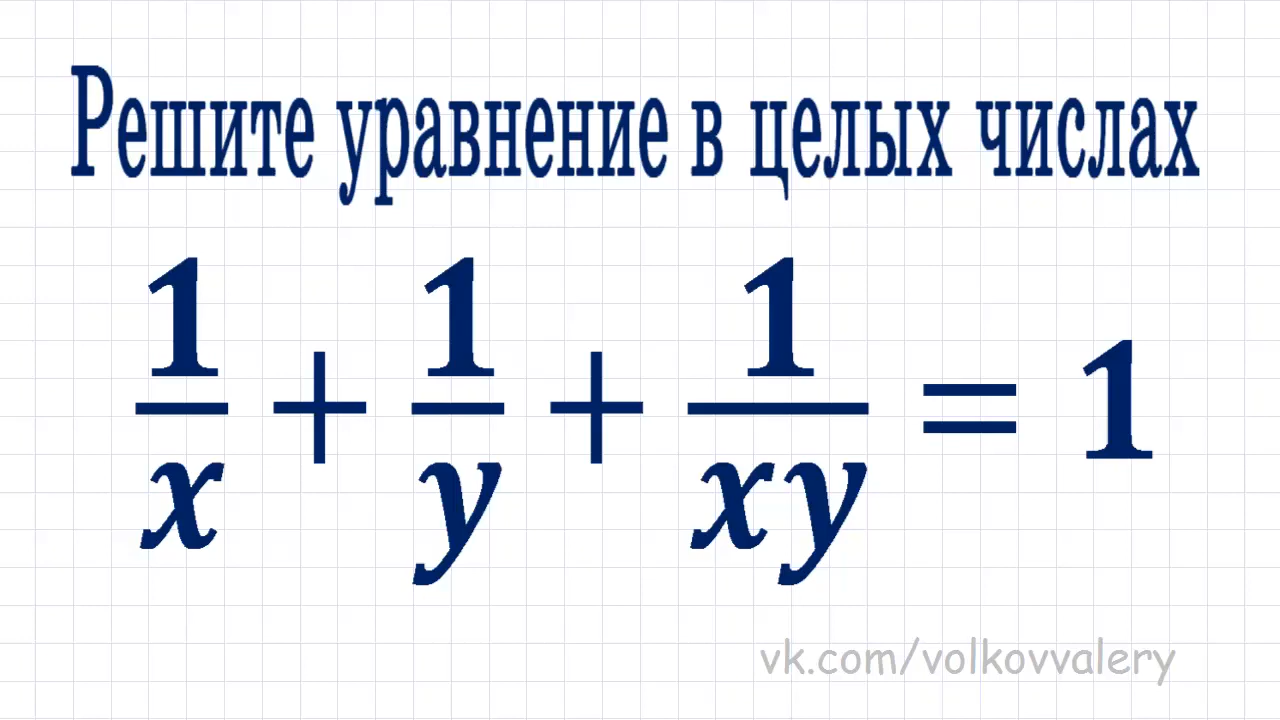 Решите уравнение в целых числах
1/x + 1/y + 1/xy = 1
vk.com/volkovvalery